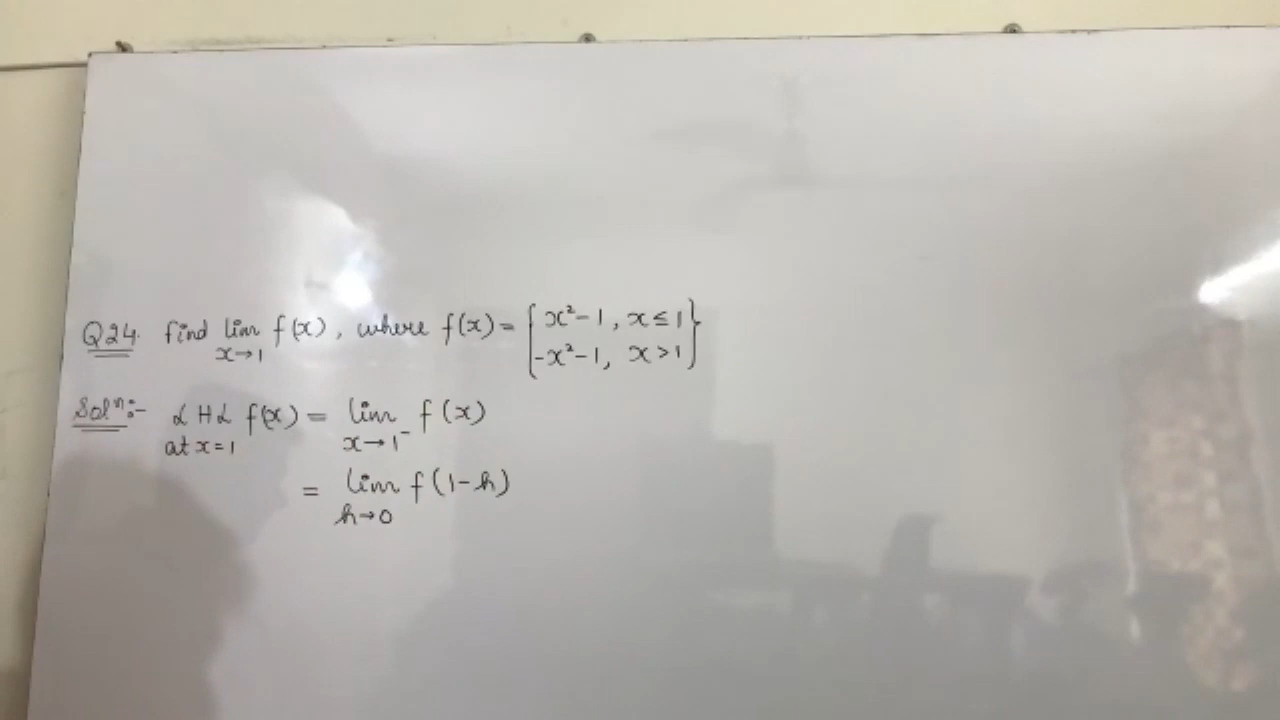 Q24. Find lim x→1 f(x), where f(x) = { x²-1, x ≤ 1
-x²-1, x > 1 }
Solⁿ:- LHL f(x) = lim x→1⁻ f(x)
at x=1
= lim h→0 f(1-h)